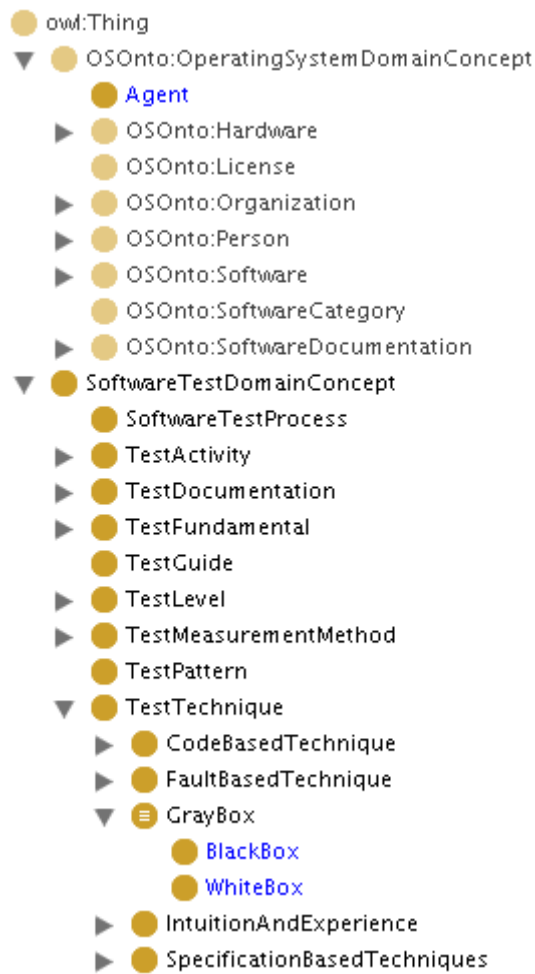 owl:Thing
OSOnto:OperatingSystemDomainConcept
Agent
OSOnto:Hardware
OSOnto:License
OSOnto:Organization
OSOnto:Person
OSOnto:Software
OSOnto:SoftwareCategory
OSOnto:SoftwareDocumentation
SoftwareTestDomainConcept
SoftwareTestProcess
TestActivity
TestDocumentation
TestFundamental
TestGuide
TestLevel
TestMeasurementMethod
TestPattern
TestTechnique
CodeBasedTechnique
FaultBasedTechnique
GrayBox
BlackBox
WhiteBox
IntuitionAndExperience
SpecificationBasedTechniques